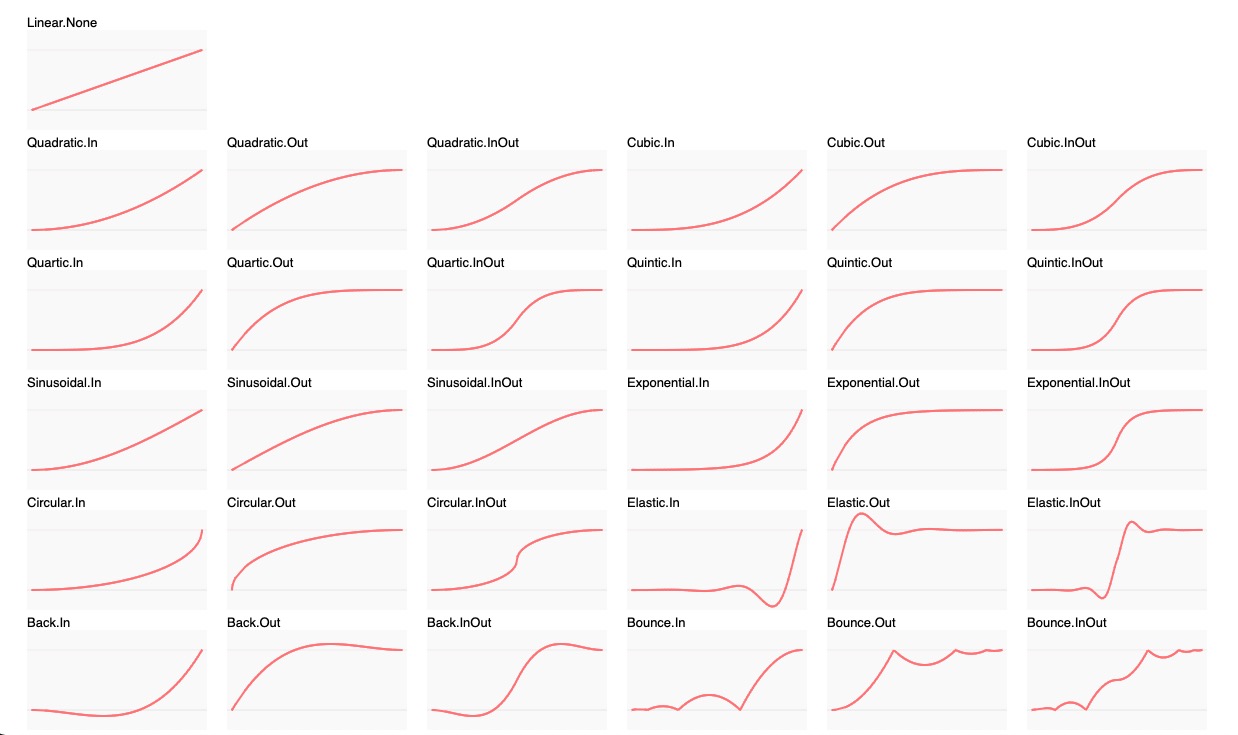 Linear.None
Quadratic.In Quadratic.Out Quadratic.InOut Cubic.In Cubic.Out Cubic.InOut
Quartic.In Quartic.Out Quartic.InOut Quintic.In Quintic.Out Quintic.InOut
Sinusoidal.In Sinusoidal.Out Sinusoidal.InOut Exponential.In Exponential.Out Exponential.InOut
Circular.In Circular.Out Circular.InOut Elastic.In Elastic.Out Elastic.InOut
Back.In Back.Out Back.InOut Bounce.In Bounce.Out Bounce.InOut